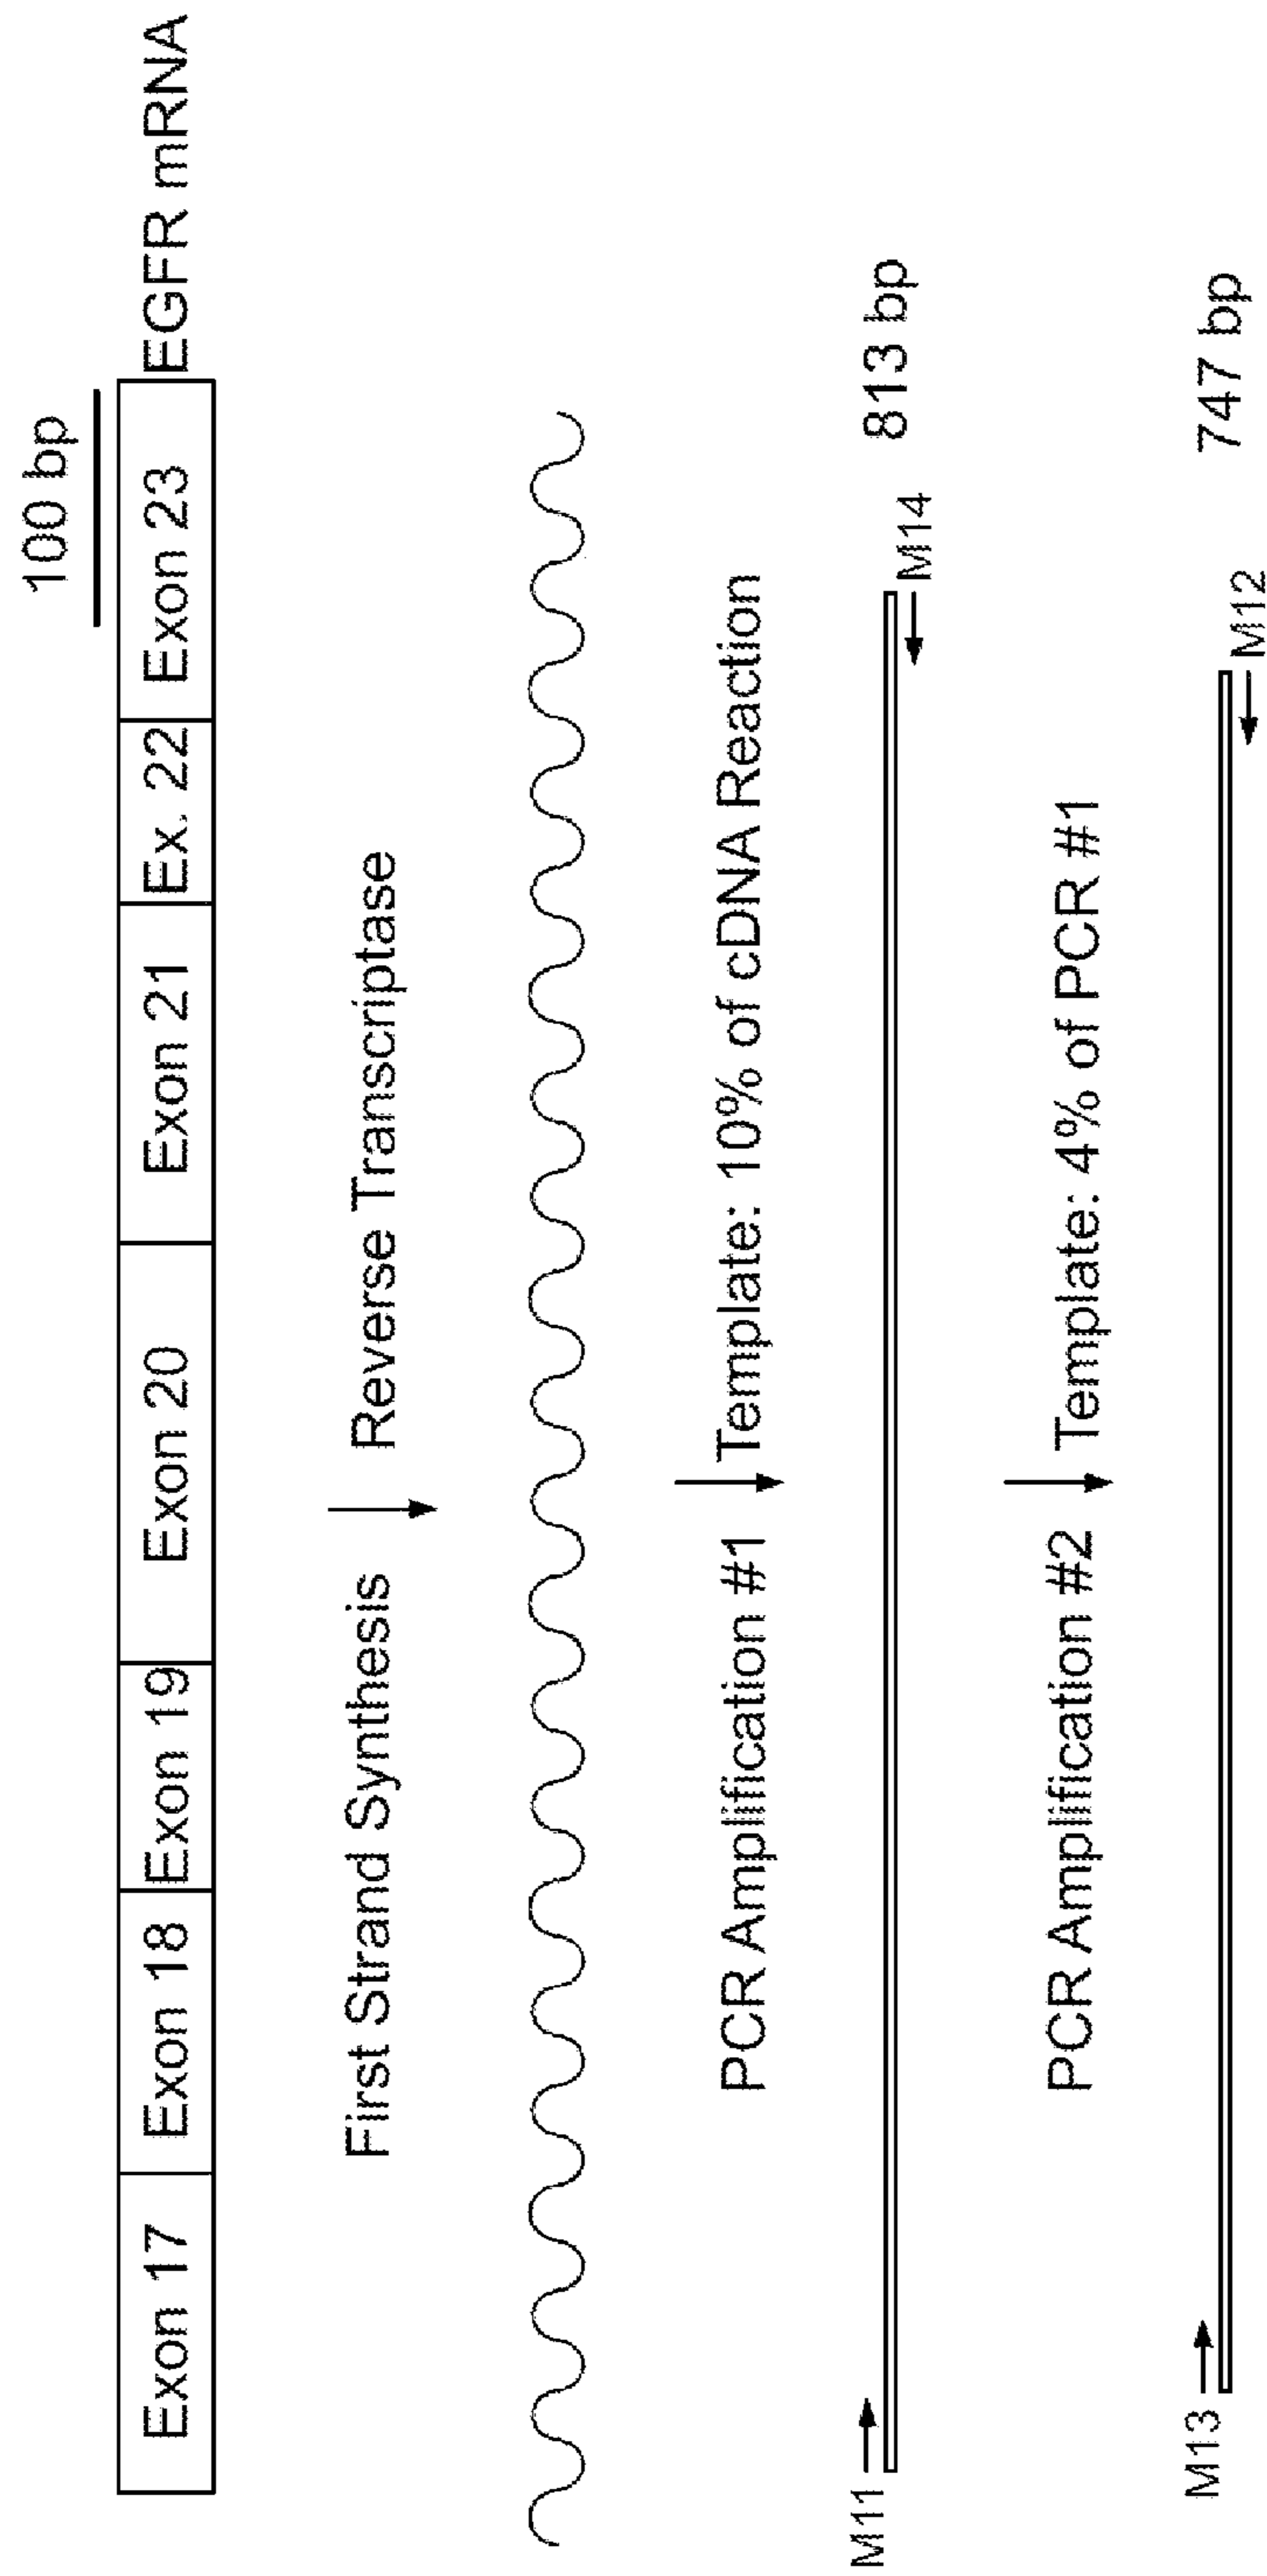 100 bp
Exon 17 Exon 18 Exon 19 Exon 20 Exon 21 Ex. 22 Exon 23 EGFR mRNA
First Strand Synthesis Reverse Transcriptase
PCR Amplification #1 Template: 10% of cDNA Reaction
M11 813 bp
M14
PCR Amplification #2 Template: 4% of PCR #1
M13 747 bp
M12